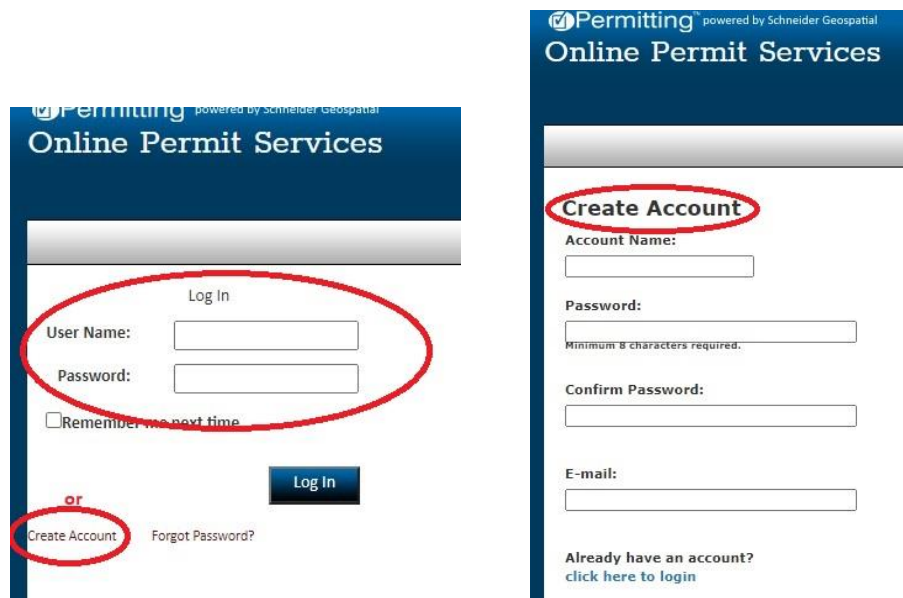 Permitting™ powered by Schneider Geospatial
Online Permit Services
Log In
User Name:
Password:
Remember me next time
Log In
or
Create Account Forgot Password?
Permitting™ powered by Schneider Geospatial
Online Permit Services
Create Account
Account Name:
Password:
Minimum 8 characters required.
Confirm Password:
E-mail:
Already have an account?
click here to login